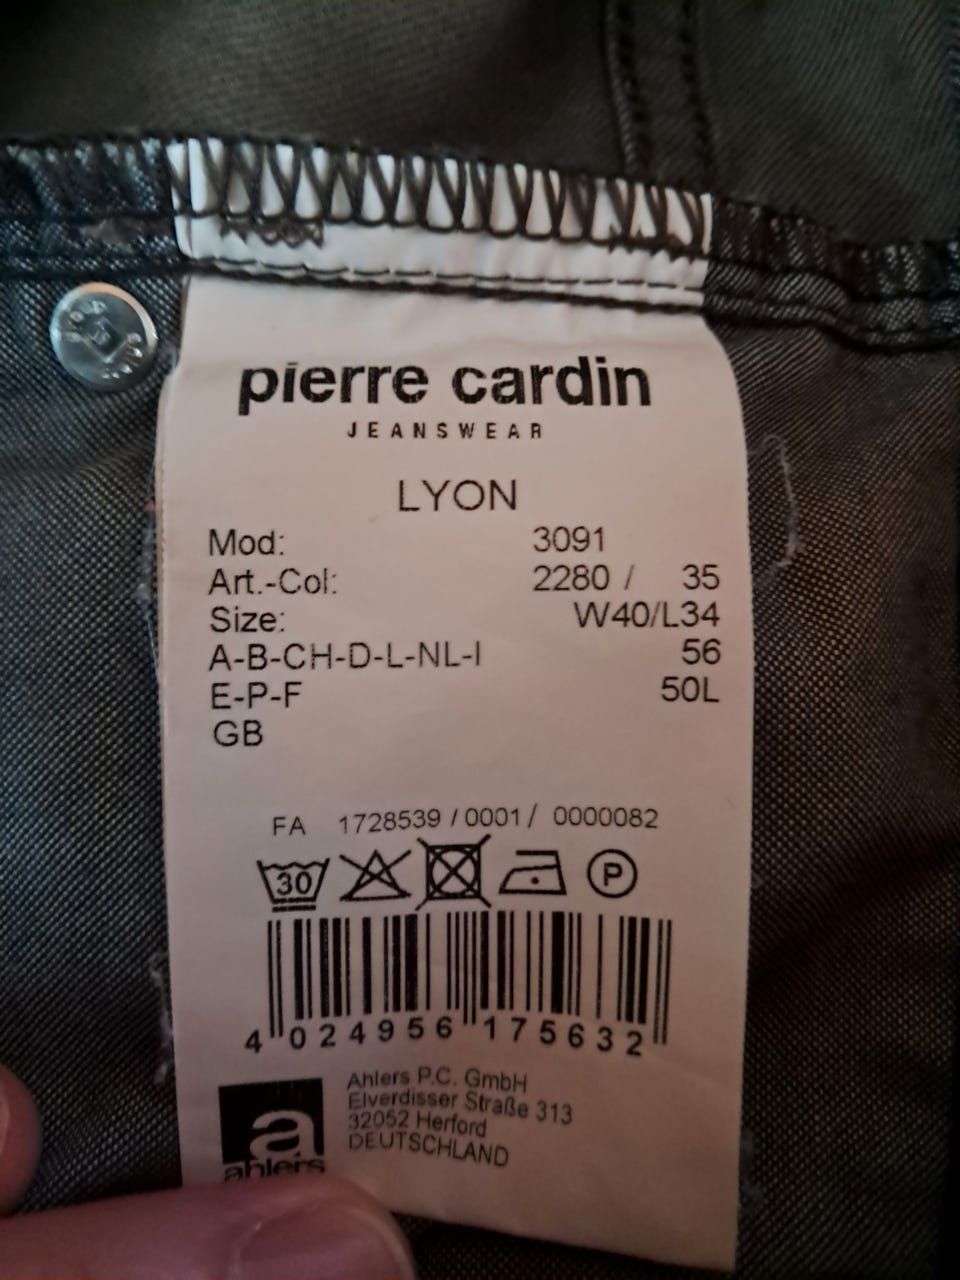 pierre cardin
JEANSWEAR
LYON
Mod: 3091
Art.-Col: 2280 / 35
Size: W40/L34
A-B-CH-D-L-NL-I 56
E-P-F 50L
GB
FA 1728539 / 0001 / 0000082
30 P
4 024956 175632
Ahlers P.C. GmbH
Elverdisser Straße 313
32052 Herford
DEUTSCHLAND
a
ahlers